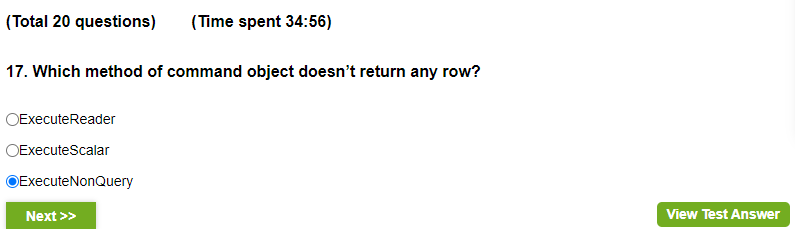 (Total 20 questions) (Time spent 34:56)
17. Which method of command object doesn’t return any row?
ExecuteReader
ExecuteScalar
ExecuteNonQuery
Next >> View Test Answer